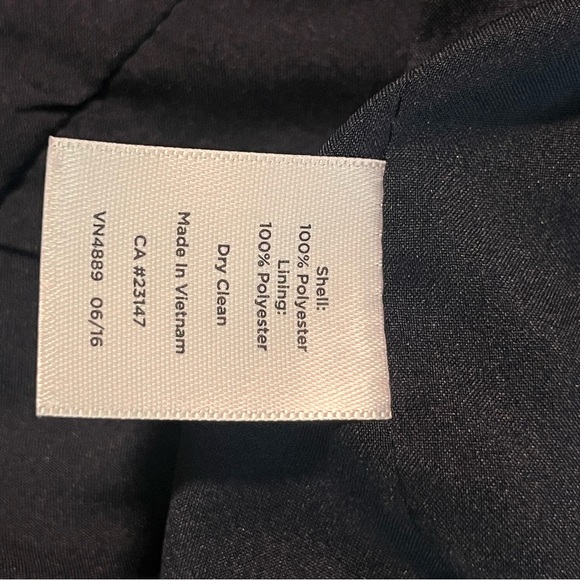 Shell:
100% Polyester
Lining:
100% Polyester
Dry Clean
Made In Vietnam
CA #23147
VN4889 06/16